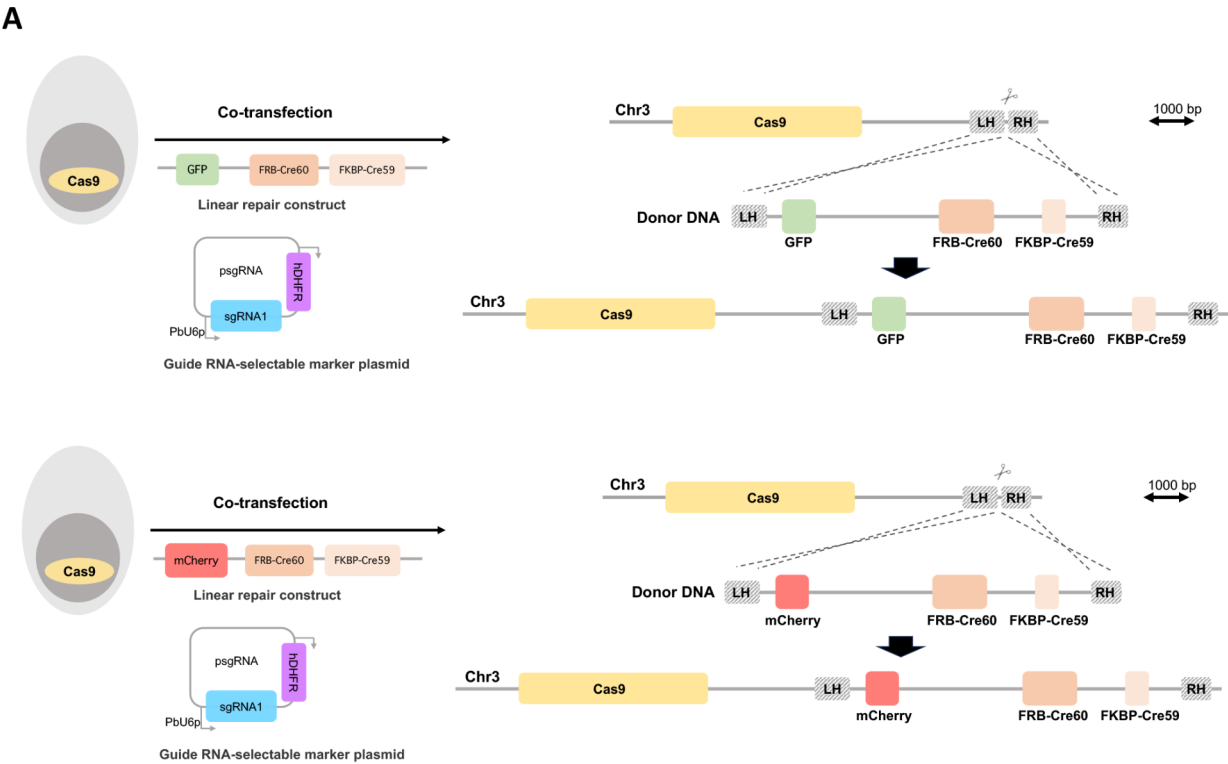 A
Co-transfection
Cas9
GFP
FRB-Cre60
FKBP-Cre59
Linear repair construct
psgRNA
hDHFR
sgRNA1
PbU6p
Guide RNA-selectable marker plasmid
Chr3
Cas9
LH
RH
1000 bp
Donor DNA
LH
GFP
FRB-Cre60
FKBP-Cre59
RH
Chr3
Cas9
LH
GFP
FRB-Cre60
FKBP-Cre59
RH
Co-transfection
Cas9
mCherry
FRB-Cre60
FKBP-Cre59
Linear repair construct
psgRNA
hDHFR
sgRNA1
PbU6p
Guide RNA-selectable marker plasmid
Chr3
Cas9
LH
RH
1000 bp
Donor DNA
LH
mCherry
FRB-Cre60
FKBP-Cre59
RH
Chr3
Cas9
LH
mCherry
FRB-Cre60
FKBP-Cre59
RH